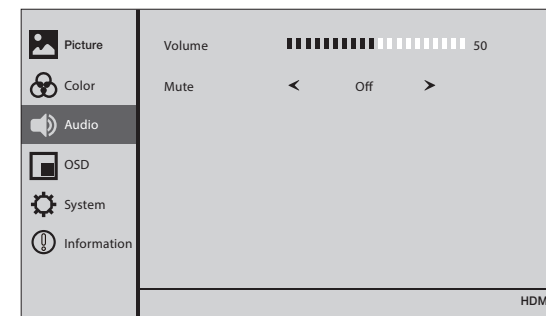 Picture
Color
Audio
OSD
System
Information
Volume 50
Mute Off
HDM